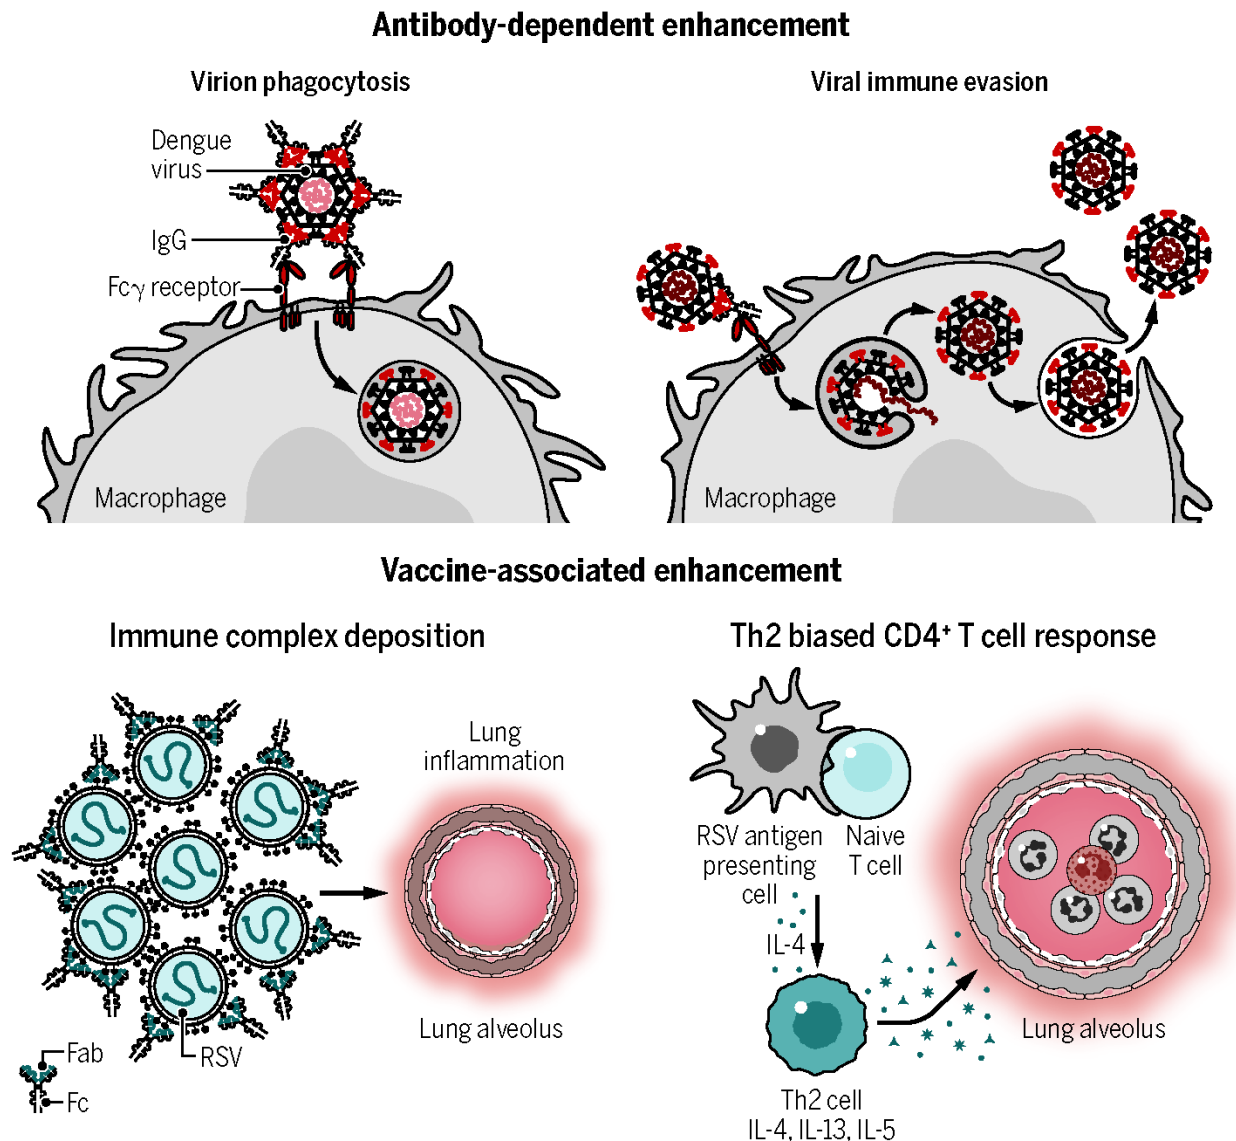 Antibody-dependent enhancement
Virion phagocytosis
Dengue
virus
IgG
Fcγ receptor
Macrophage
Viral immune evasion
Macrophage
Vaccine-associated enhancement
Immune complex deposition
Lung
inflammation
Lung alveolus
RSV
Fab
Fc
Th2 biased CD4⁺ T cell response
RSV antigen
presenting
cell
Naive
T cell
IL-4
Th2 cell
IL-4, IL-13, IL-5
Lung alveolus